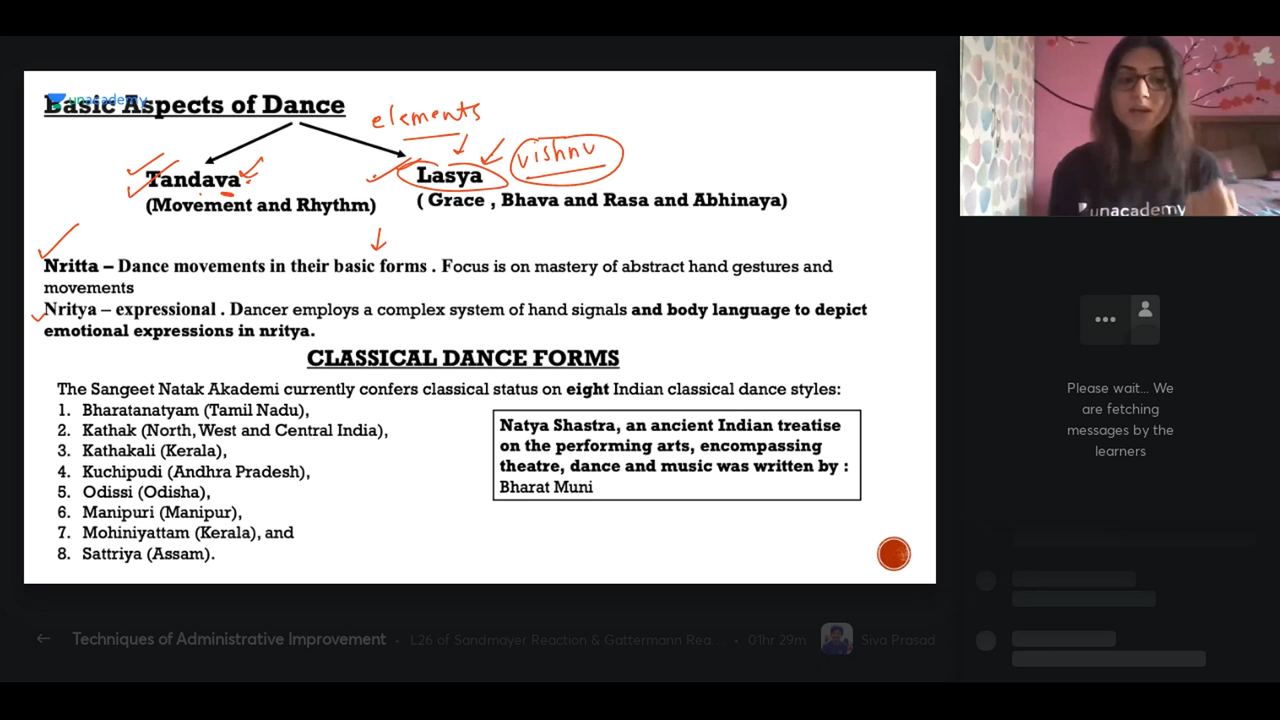 Basic Aspects of Dance
unacademy
elements
vishnu
Tandava
Lasya
(Movement and Rhythm)
( Grace , Bhava and Rasa and Abhinaya)
Nritta – Dance movements in their basic forms . Focus is on mastery of abstract hand gestures and
movements
Nritya – expressional . Dancer employs a complex system of hand signals and body language to depict
emotional expressions in nritya.
CLASSICAL DANCE FORMS
The Sangeet Natak Akademi currently confers classical status on eight Indian classical dance styles:
1. Bharatanatyam (Tamil Nadu),
2. Kathak (North, West and Central India),
3. Kathakali (Kerala),
4. Kuchipudi (Andhra Pradesh),
5. Odissi (Odisha),
6. Manipuri (Manipur),
7. Mohiniyattam (Kerala), and
8. Sattriya (Assam).
Natya Shastra, an ancient Indian treatise
on the performing arts, encompassing
theatre, dance and music was written by :
Bharat Muni
unacademy
Please wait... We
are fetching
messages by the
learners
Techniques of Administrative Improvement • L26 of Sandmayer Reaction & Gattermann Rea... • 01hr 29m Siva Prasad